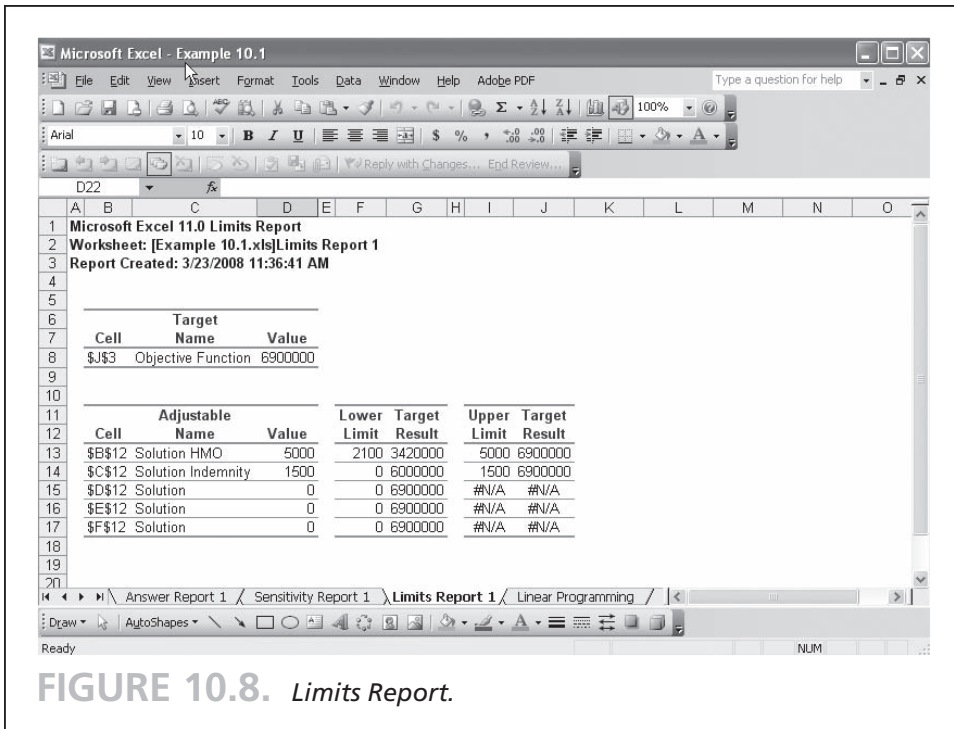 Microsoft Excel - Example 10.1
File Edit View Insert Format Tools Data Window Help Adobe PDF Type a question for help
100%
Arial 10 B I U $ % ,
Reply with Changes... End Review...
D22 fx
A B C D E F G H I J K L M N O
1 Microsoft Excel 11.0 Limits Report
2 Worksheet: [Example 10.1.xls]Limits Report 1
3 Report Created: 3/23/2008 11:36:41 AM
4
5
6 Target
7 Cell Name Value
8 $J$3 Objective Function 6900000
9
10
11 Adjustable Lower Target Upper Target
12 Cell Name Value Limit Result Limit Result
13 $B$12 Solution HMO 5000 2100 3420000 5000 6900000
14 $C$12 Solution Indemnity 1500 0 6000000 1500 6900000
15 $D$12 Solution 0 0 6900000 #N/A #N/A
16 $E$12 Solution 0 0 6900000 #N/A #N/A
17 $F$12 Solution 0 0 6900000 #N/A #N/A
18
19
20
Answer Report 1 / Sensitivity Report 1 \ Limits Report 1 / Linear Programming /
Draw AutoShapes A
Ready NUM
FIGURE 10.8. Limits Report.